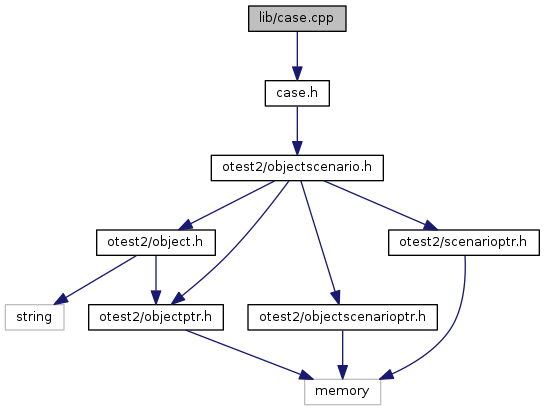 lib/case.cpp
case.h
otest2/objectscenario.h
otest2/object.h
otest2/scenarioptr.h
string
otest2/objectptr.h
otest2/objectscenarioptr.h
memory